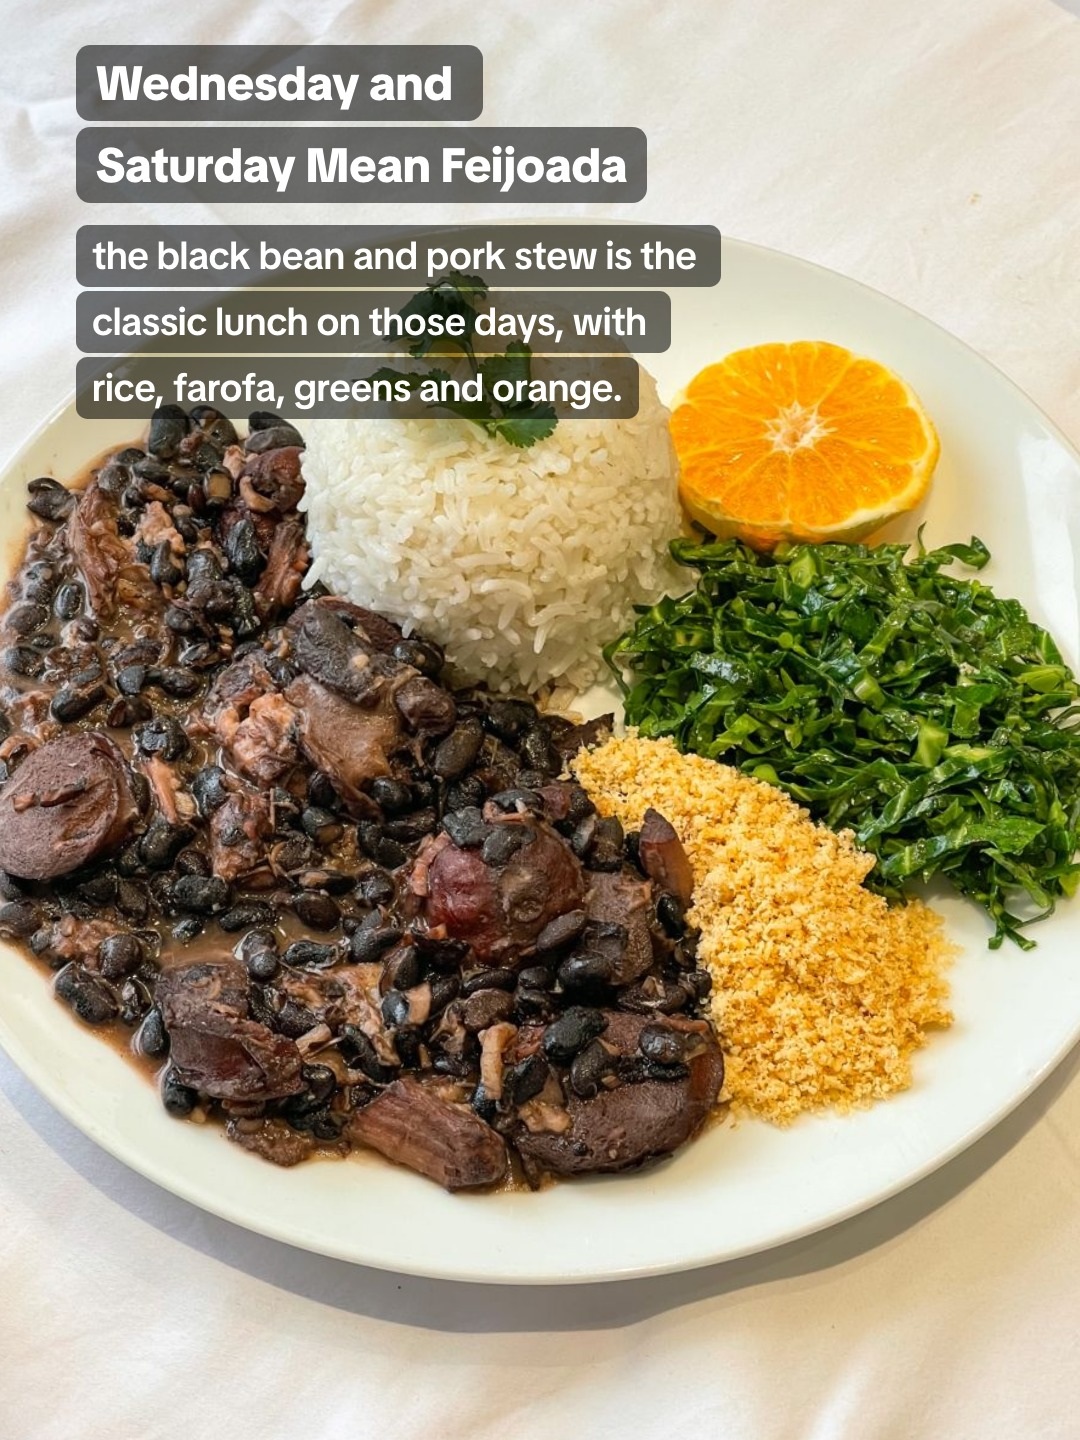 Wednesday and
Saturday Mean Feijoada
the black bean and pork stew is the
classic lunch on those days, with
rice, farofa, greens and orange.